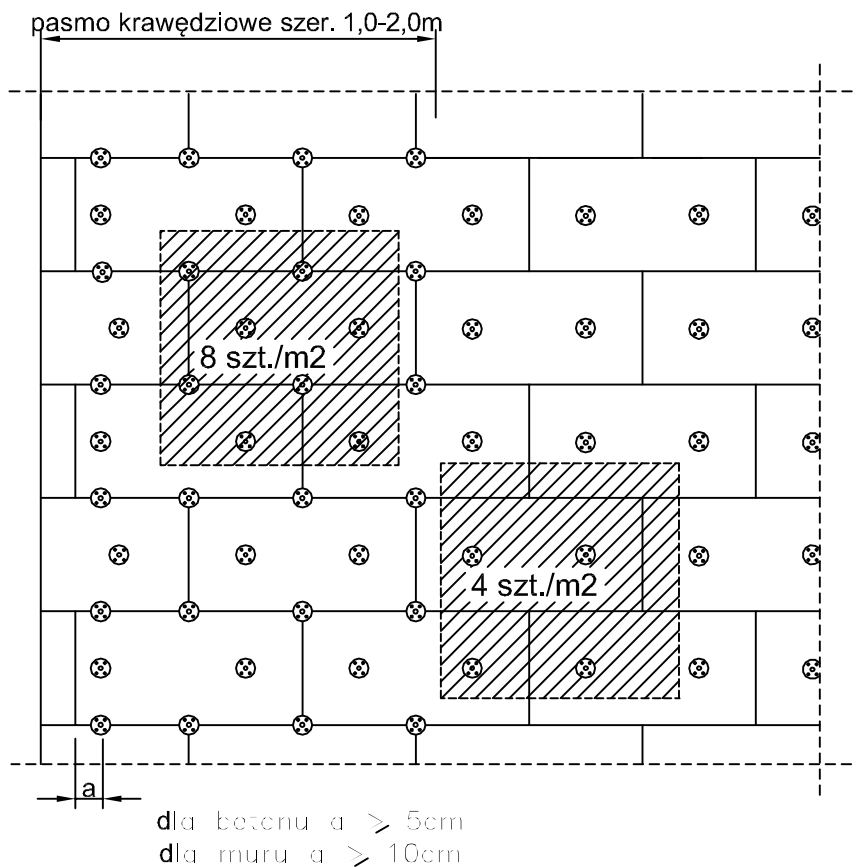 pasmo krawędziowe szer. 1,0-2,0m
8 szt./m2
4 szt./m2
a
dla betonu a ≥ 5cm
dla muru a ≥ 10cm